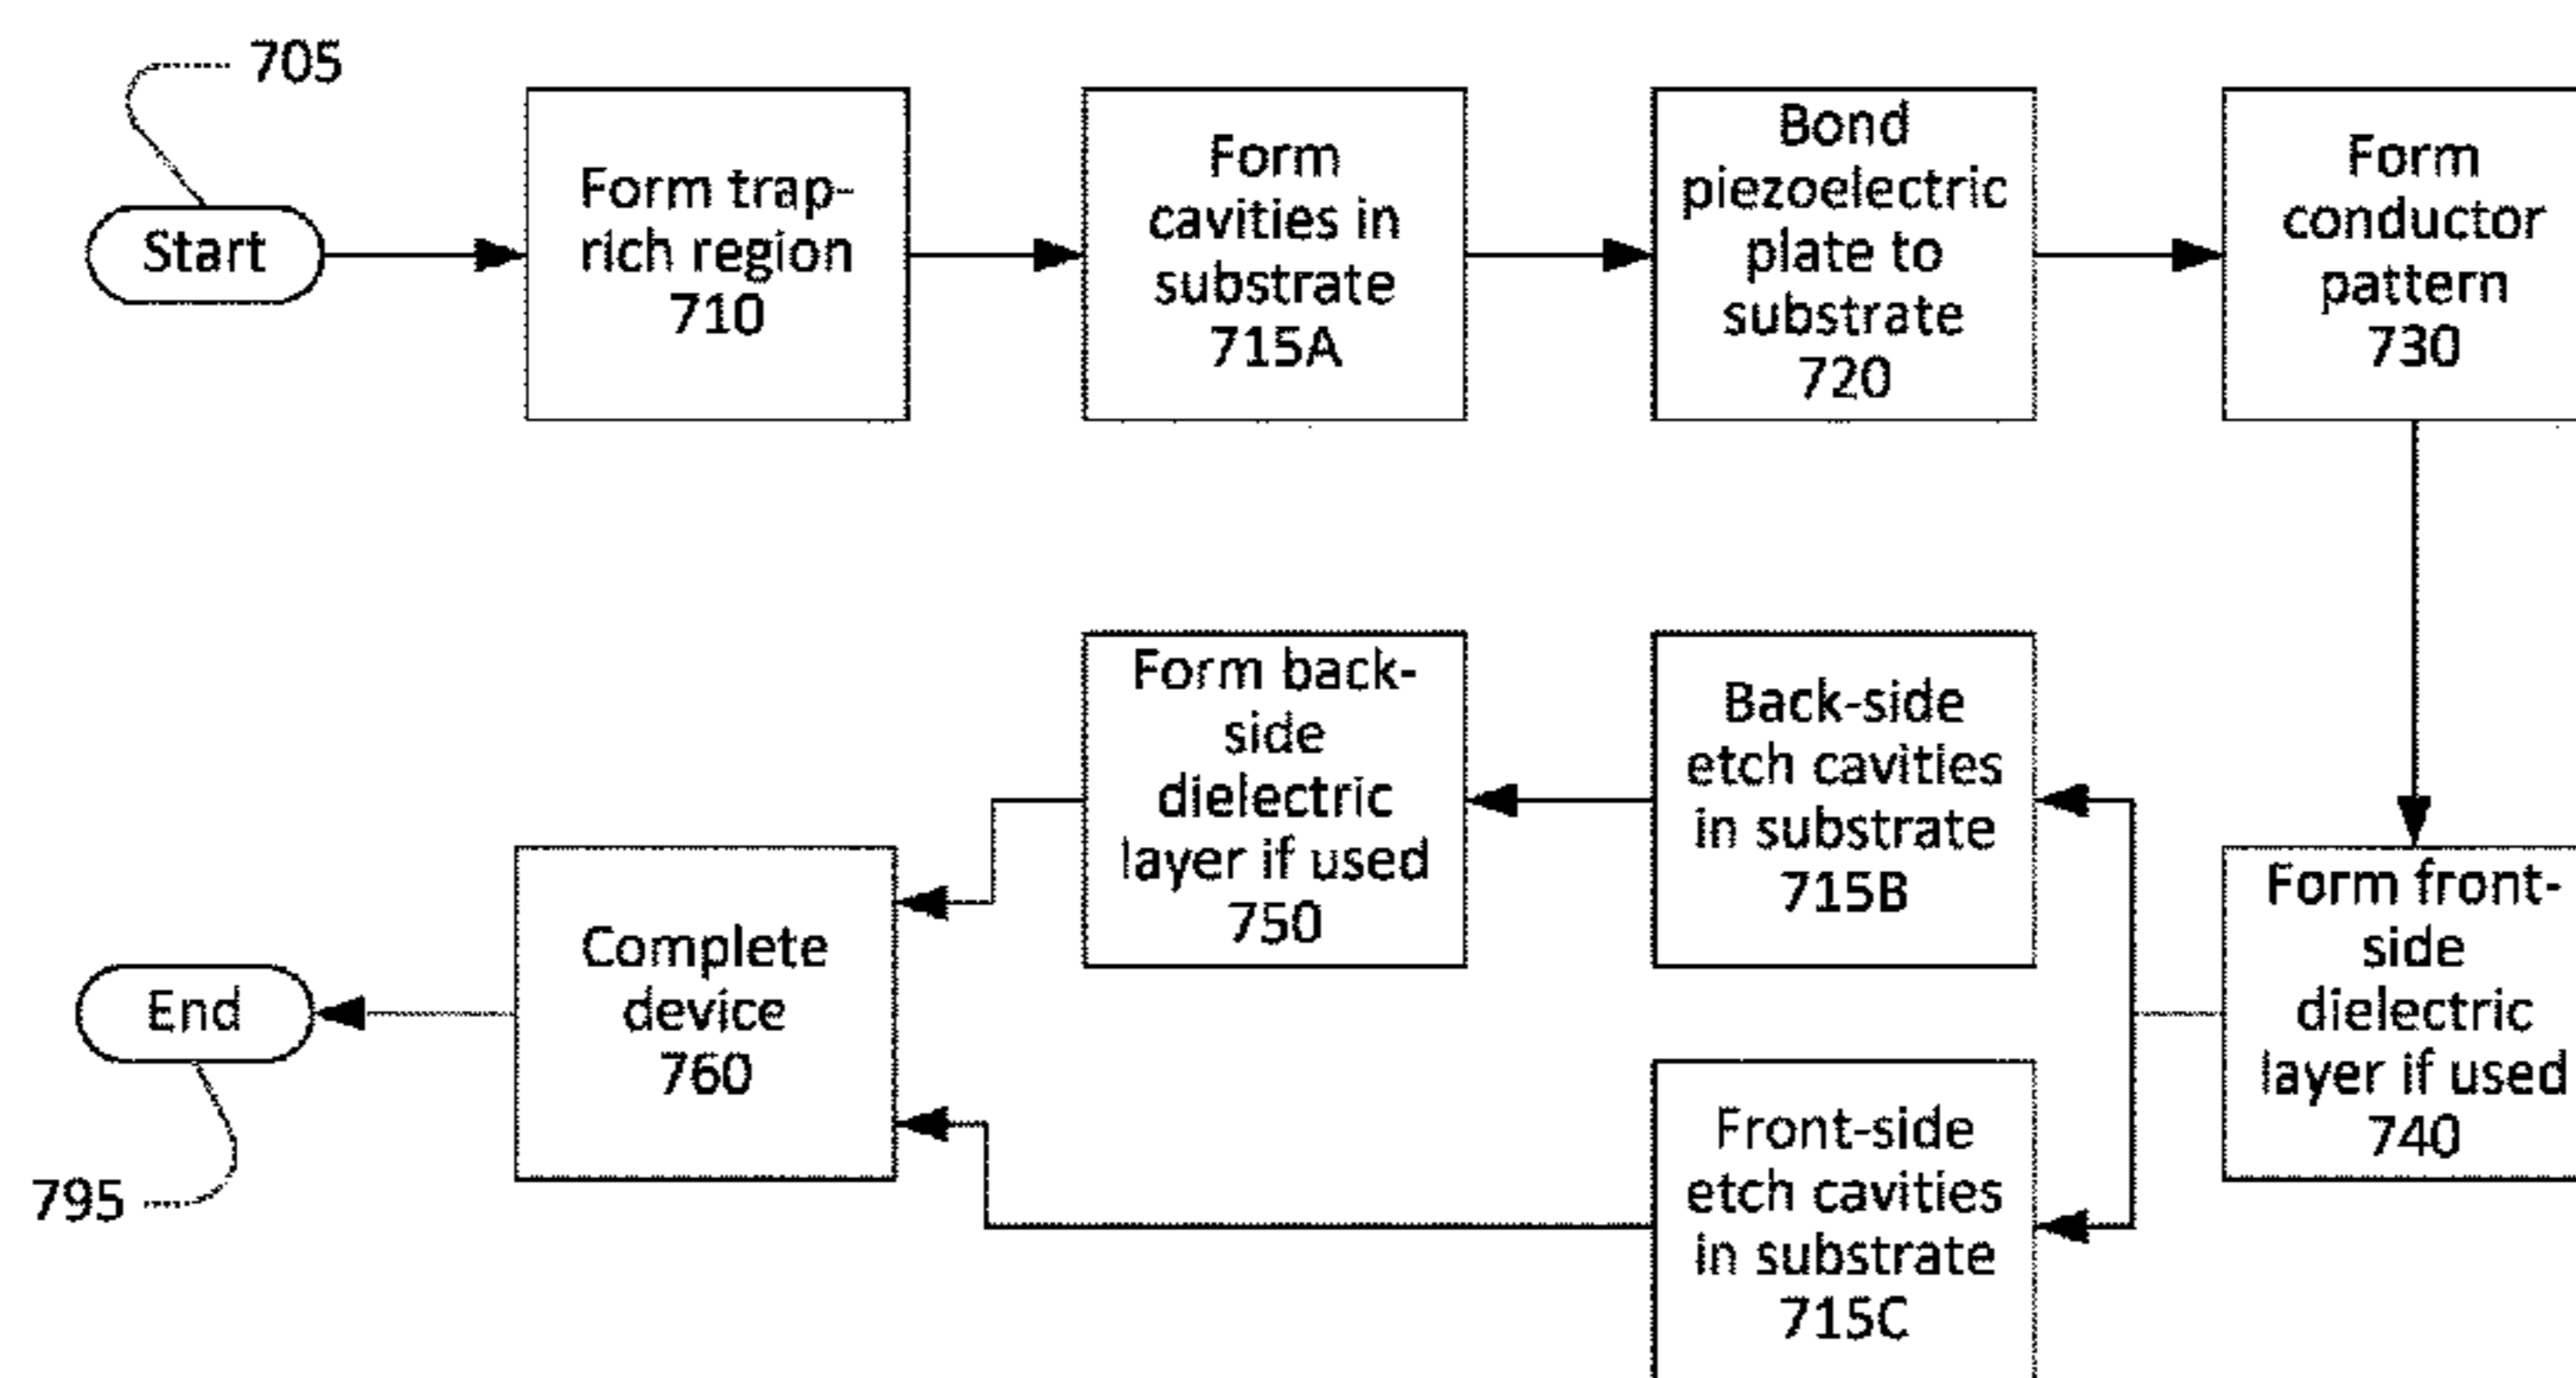 705
Start
Form trap-
rich region
710
Form
cavities in
substrate
715A
Bond
piezoelectric
plate to
substrate
720
Form
conductor
pattern
730
Form back-
side
dielectric
layer if used
750
Back-side
etch cavities
in substrate
715B
Form front-
side
dielectric
layer if used
740
Complete
device
760
End
795
Front-side
etch cavities
in substrate
715C